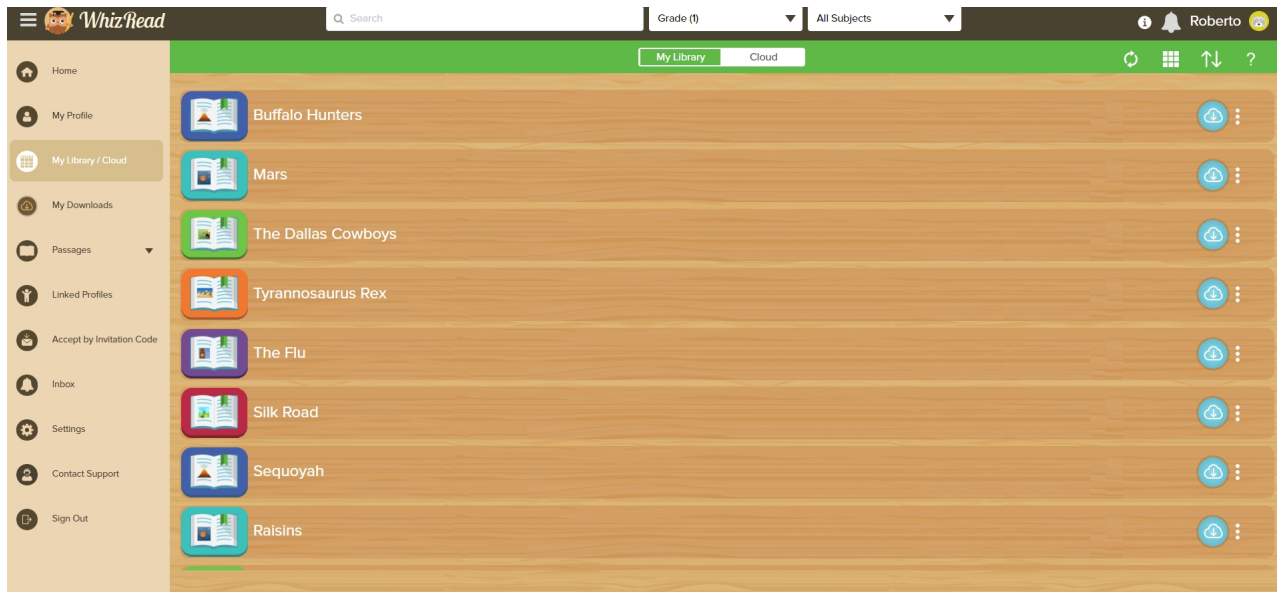 WhizRead
Search
Grade (1)
All Subjects
Roberto
My Library
Cloud
?
Home
My Profile
My Library / Cloud
My Downloads
Passages
Linked Profiles
Accept by Invitation Code
Inbox
Settings
Contact Support
Sign Out
Buffalo Hunters
Mars
The Dallas Cowboys
Tyrannosaurus Rex
The Flu
Silk Road
Sequoyah
Raisins